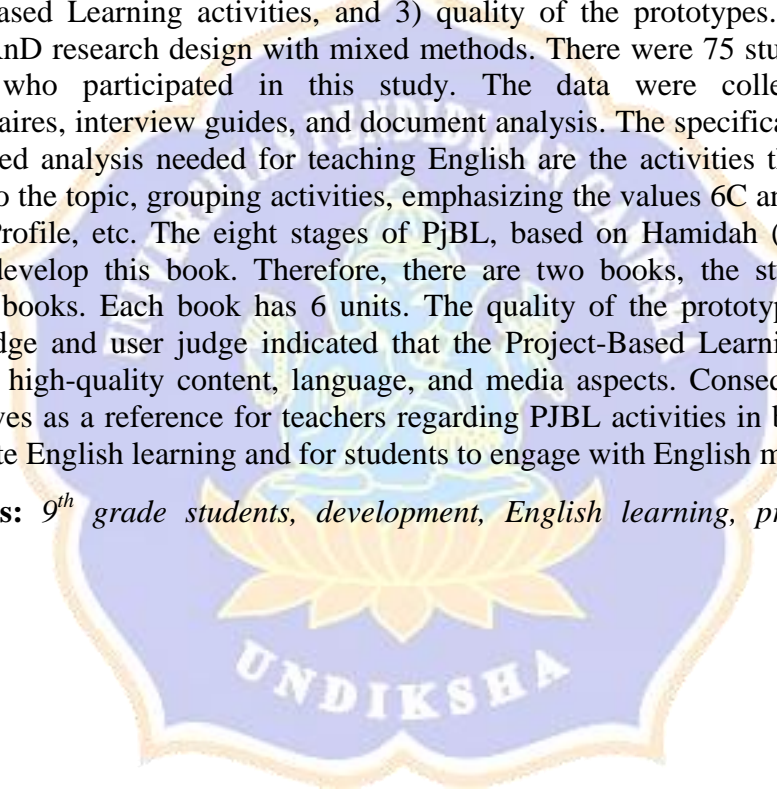 ased Learning activities, and 3) quality of the prototypes.
nD research design with mixed methods. There were 75 stu
who participated in this study. The data were colle
aires, interview guides, and document analysis. The specifica
ed analysis needed for teaching English are the activities th
o the topic, grouping activities, emphasizing the values 6C an
Profile, etc. The eight stages of PjBL, based on Hamidah (
develop this book. Therefore, there are two books, the st
books. Each book has 6 units. The quality of the prototyp
dge and user judge indicated that the Project-Based Learni
high-quality content, language, and media aspects. Consec
ves as a reference for teachers regarding PJBL activities in b
te English learning and for students to engage with English m
s: 9th grade students, development, English learning, pr
UNIVERSITAS PENDIDIKAN GANESHA
UNDIKSHA